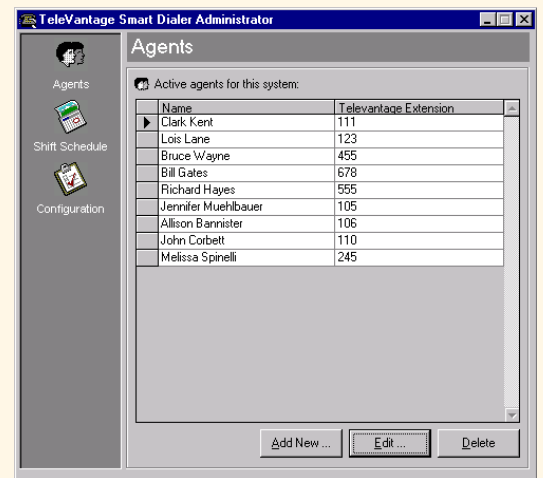 TeleVantage Smart Dialer Administrator
Agents
Agents
Shift Schedule
Configuration
Active agents for this system:
Name Televantage Extension
Clark Kent 111
Lois Lane 123
Bruce Wayne 455
Bill Gates 678
Richard Hayes 555
Jennifer Muehlbauer 105
Allison Bannister 106
John Corbett 110
Melissa Spinelli 245
Add New ... Edit ... Delete